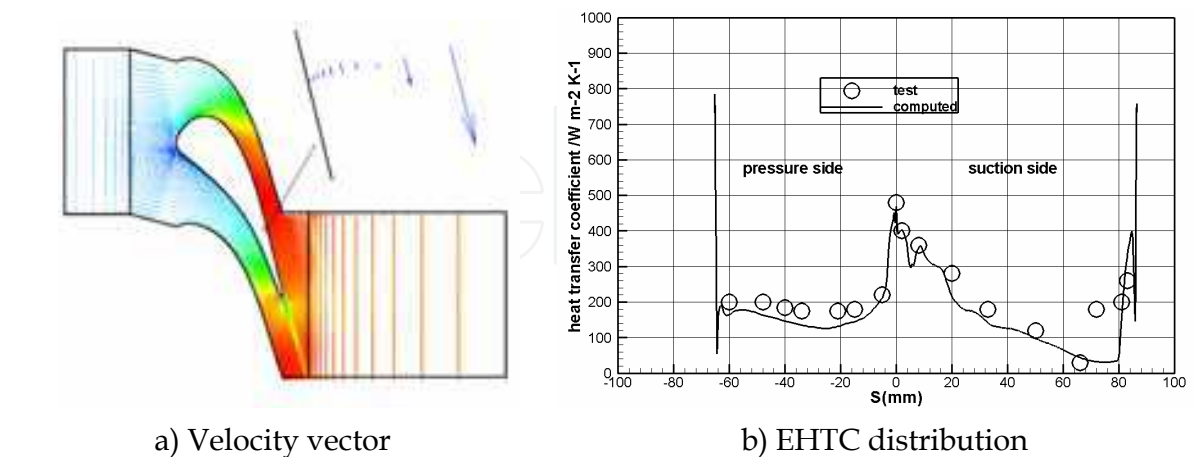 1000
900
800
700
600
500
400
300
200
100
0
heat transfer coefficient /W m-2 K-1
test
computed
pressure side
suction side
-100 -80 -60 -40 -20 0 20 40 60 80 100
S(mm)
a) Velocity vector
b) EHTC distribution